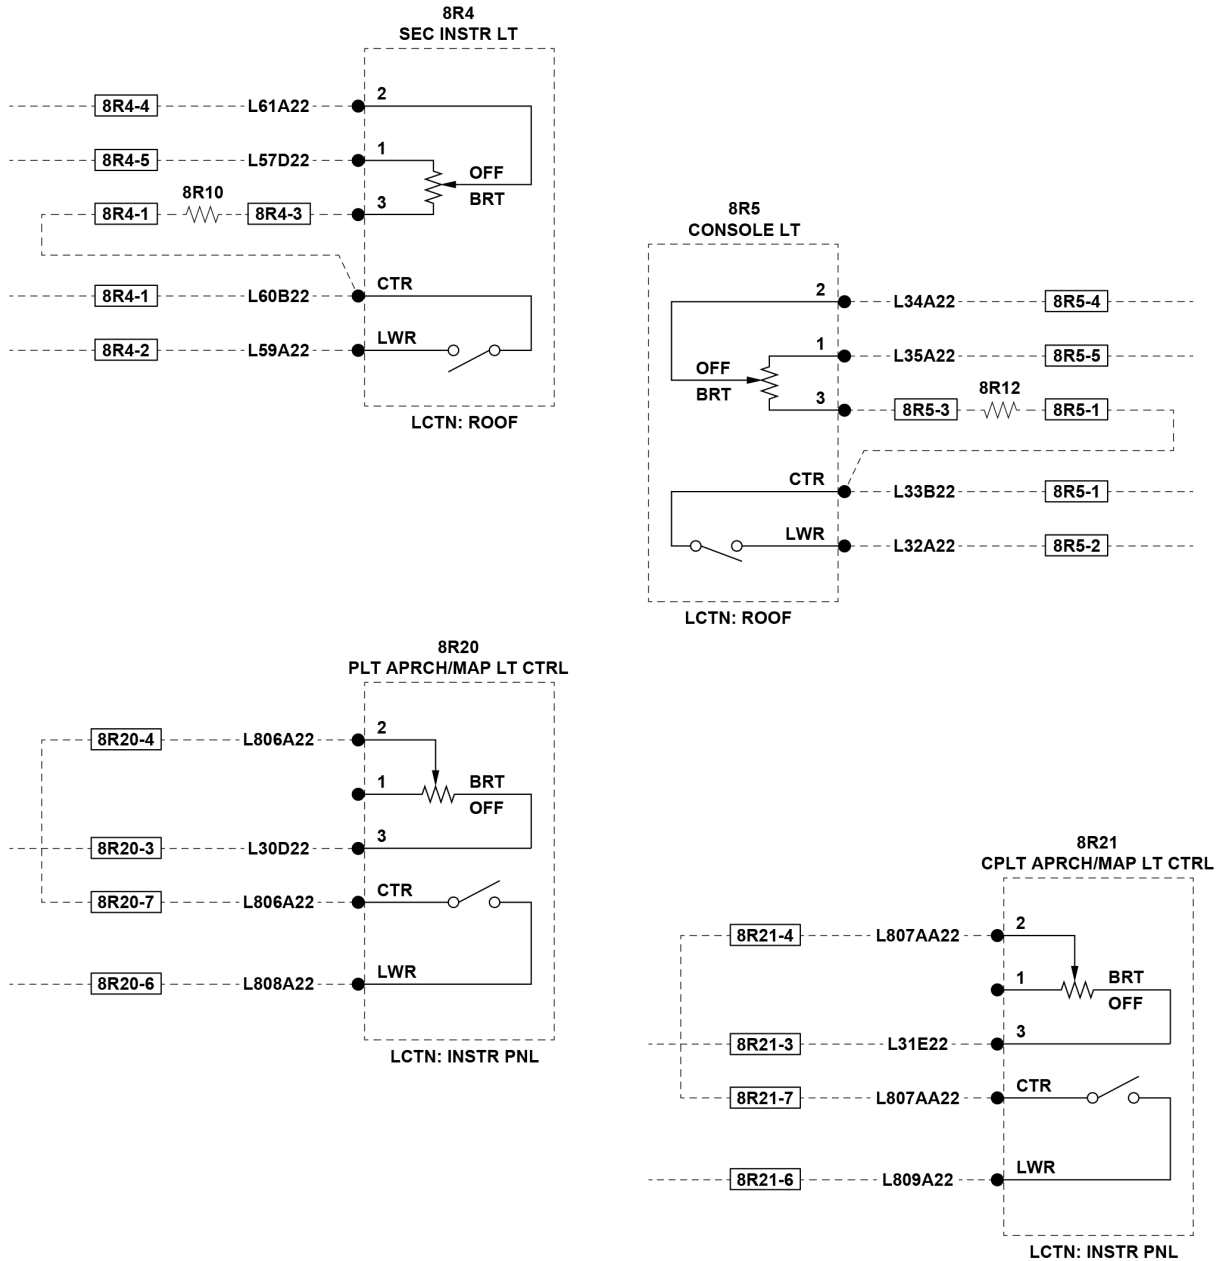 8R4
SEC INSTR LT
8R4-4 L61A22 2
8R4-5 L57D22 1
OFF
BRT
8R10
8R4-1 8R4-3 3
8R4-1 L60B22 CTR
8R4-2 L59A22 LWR
LCTN: ROOF
8R5
CONSOLE LT
2 L34A22 8R5-4
1 L35A22 8R5-5
OFF
BRT
8R12
3 8R5-3 8R5-1
CTR L33B22 8R5-1
LWR L32A22 8R5-2
LCTN: ROOF
8R20
PLT APRCH/MAP LT CTRL
8R20-4 L806A22 2
1 BRT
OFF
8R20-3 L30D22 3
8R20-7 L806A22 CTR
8R20-6 L808A22 LWR
LCTN: INSTR PNL
8R21
CPLT APRCH/MAP LT CTRL
8R21-4 L807AA22 2
1 BRT
OFF
8R21-3 L31E22 3
8R21-7 L807AA22 CTR
8R21-6 L809A22 LWR
LCTN: INSTR PNL